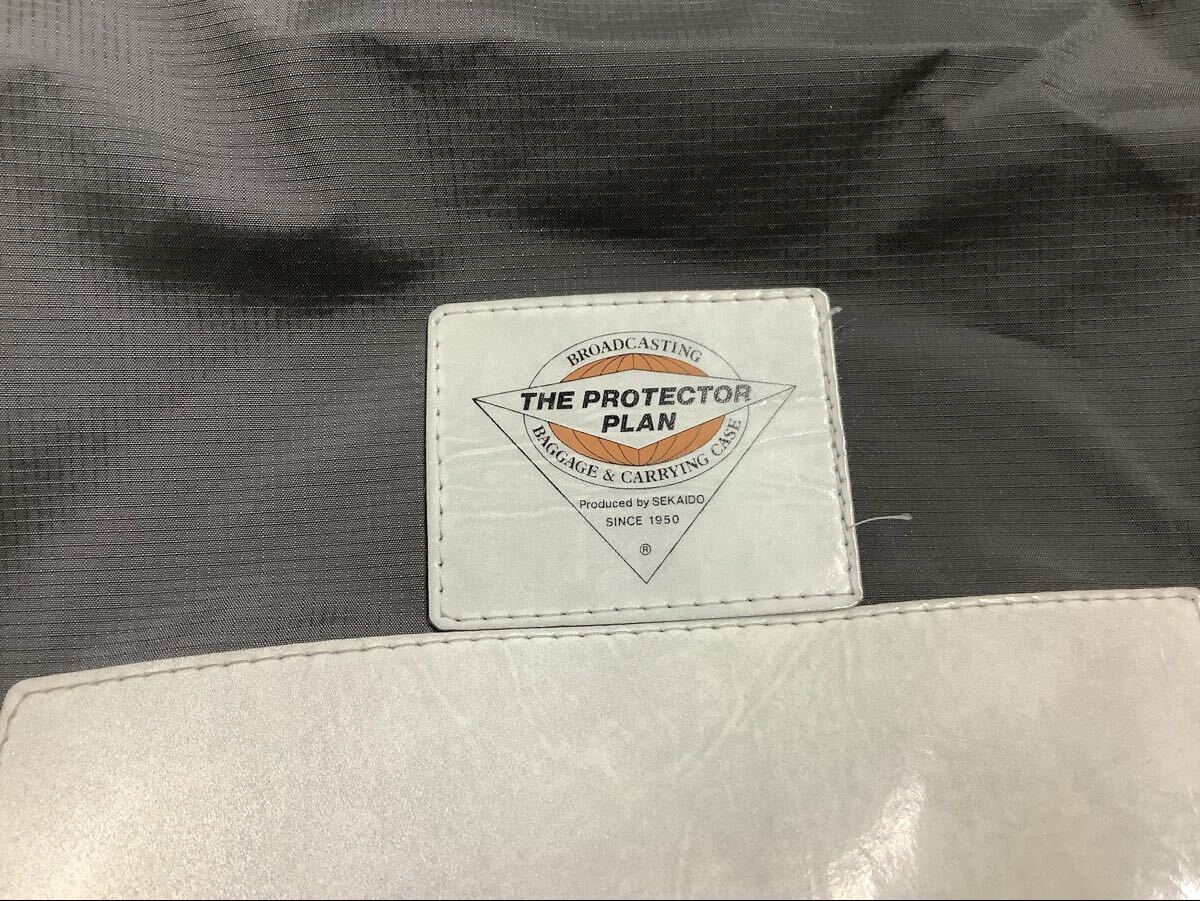 BROADCASTING
THE PROTECTOR
PLAN
BAGGAGE & CARRYING CASE
Produced by SEKAIDO
SINCE 1950
®